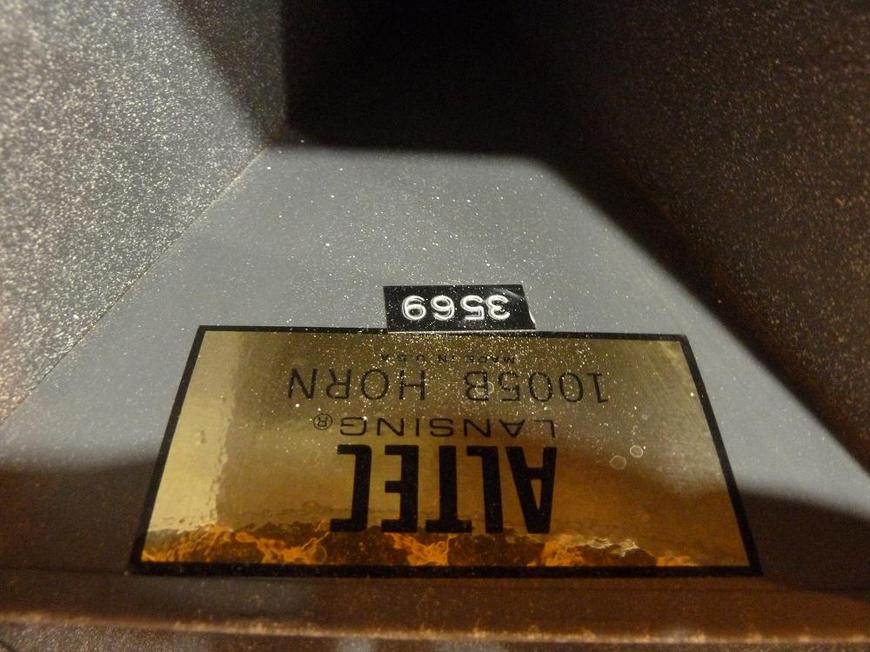 ALTEC
LANSING®
1005B HORN
MADE IN U.S.A.
3569